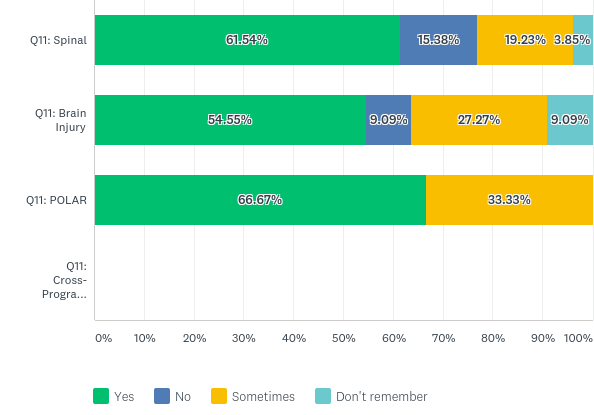 Q11: Spinal
61.54%
15.38%
19.23%
3.85%
Q11: Brain
Injury
54.55%
9.09%
27.27%
9.09%
Q11: POLAR
66.67%
33.33%
Q11:
Cross-
Progra...
0% 10% 20% 30% 40% 50% 60% 70% 80% 90% 100%
Yes No Sometimes Don't remember